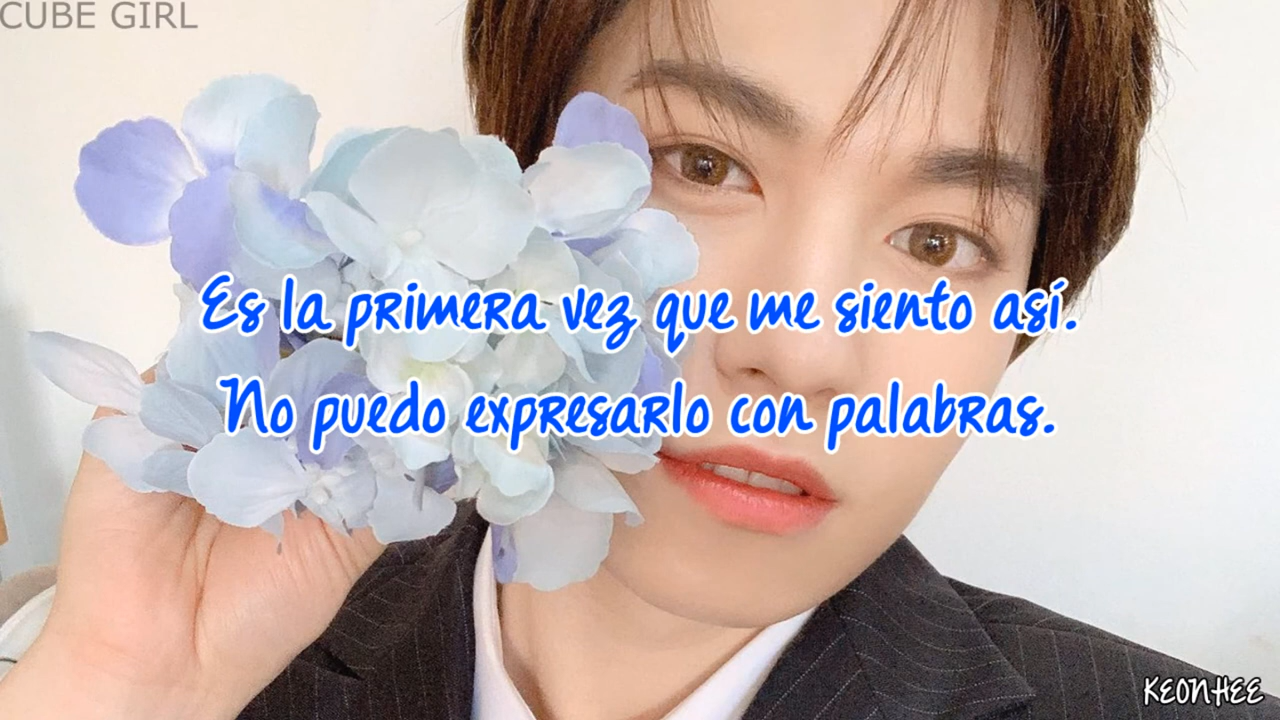 CUBE GIRL
Es la primera vez que me siento así.
No puedo expresarlo con palabras.
KEONHEE